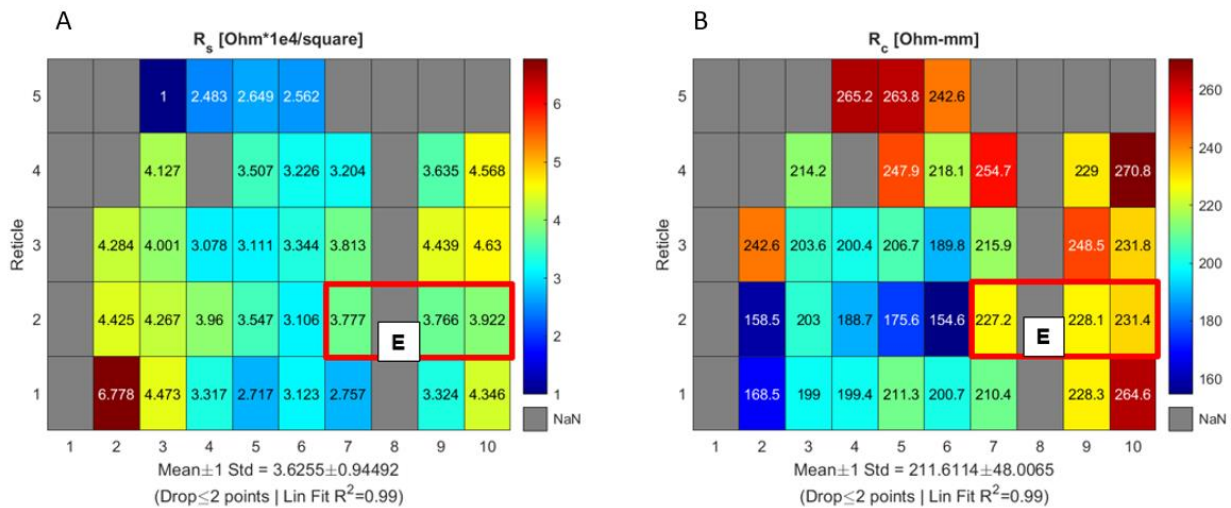 A
R_s [Ohm*1e4/square]
5
1 2.483 2.649 2.562
4
4.127 3.507 3.226 3.204 3.635 4.568
Reticle
3
4.284 4.001 3.078 3.111 3.344 3.813 4.439 4.63
2
4.425 4.267 3.96 3.547 3.106 3.777 3.766 3.922
E
1
6.778 4.473 3.317 2.717 3.123 2.757 3.324 4.346
1 2 3 4 5 6 7 8 9 10
6
5
4
3
2
1
NaN
Mean±1 Std = 3.6255±0.94492
(Drop≤2 points | Lin Fit R²=0.99)
B
R_c [Ohm-mm]
5
265.2 263.8 242.6
4
214.2 247.9 218.1 254.7 229 270.8
Reticle
3
242.6 203.6 200.4 206.7 189.8 215.9 248.5 231.8
2
158.5 203 188.7 175.6 154.6 227.2 228.1 231.4
E
1
168.5 199 199.4 211.3 200.7 210.4 228.3 264.6
1 2 3 4 5 6 7 8 9 10
260
240
220
200
180
160
NaN
Mean±1 Std = 211.6114±48.0065
(Drop≤2 points | Lin Fit R²=0.99)